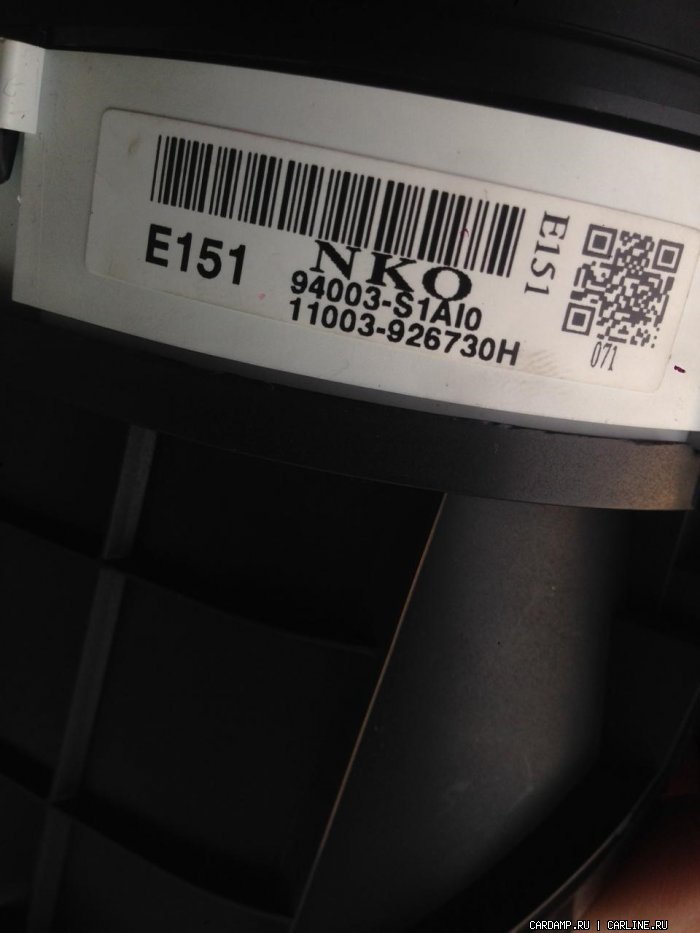 E151
NKO
94003-S1AI0
11003-926730H
E151
071
CARDAMP.RU | CARLINE.RU